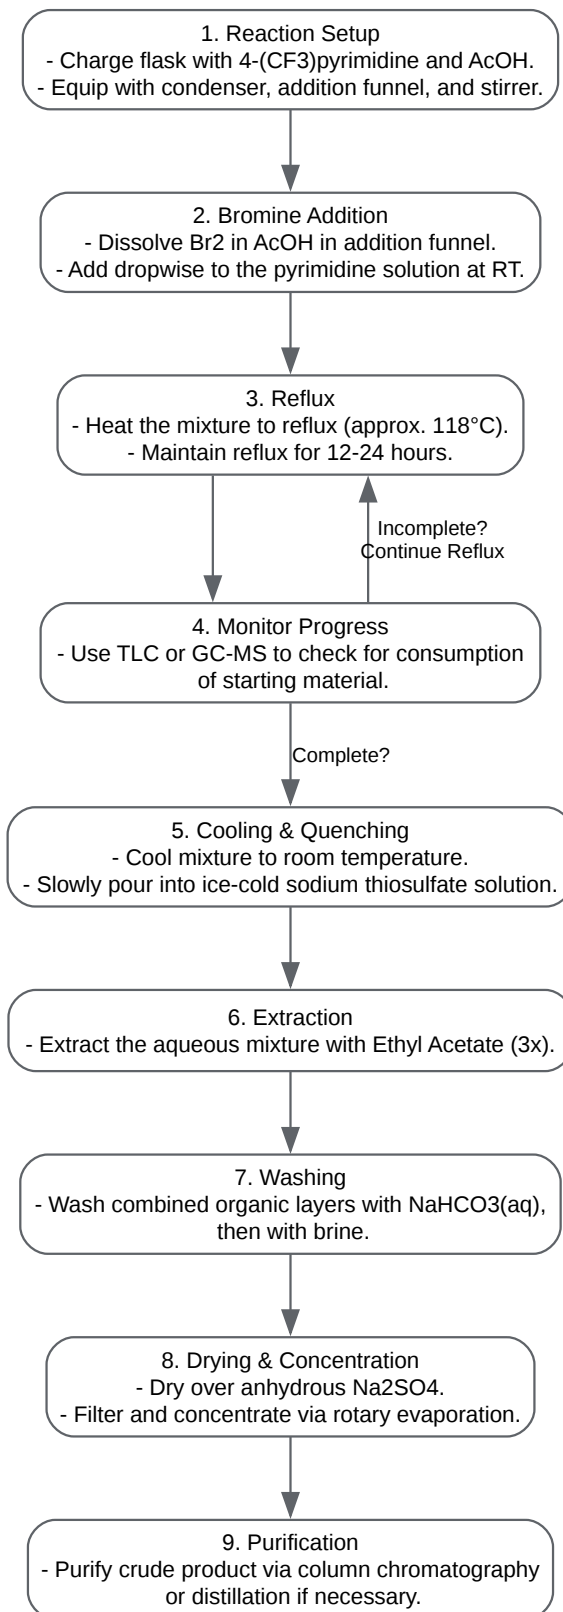 1. Reaction Setup
- Charge flask with 4-(CF3)pyrimidine and AcOH.
- Equip with condenser, addition funnel, and stirrer.
2. Bromine Addition
- Dissolve Br2 in AcOH in addition funnel.
- Add dropwise to the pyrimidine solution at RT.
3. Reflux
- Heat the mixture to reflux (approx. 118°C).
- Maintain reflux for 12-24 hours.
Incomplete?
Continue Reflux
4. Monitor Progress
- Use TLC or GC-MS to check for consumption
of starting material.
Complete?
5. Cooling & Quenching
- Cool mixture to room temperature.
- Slowly pour into ice-cold sodium thiosulfate solution.
6. Extraction
- Extract the aqueous mixture with Ethyl Acetate (3x).
7. Washing
- Wash combined organic layers with NaHCO3(aq),
then with brine.
8. Drying & Concentration
- Dry over anhydrous Na2SO4.
- Filter and concentrate via rotary evaporation.
9. Purification
- Purify crude product via column chromatography
or distillation if necessary.